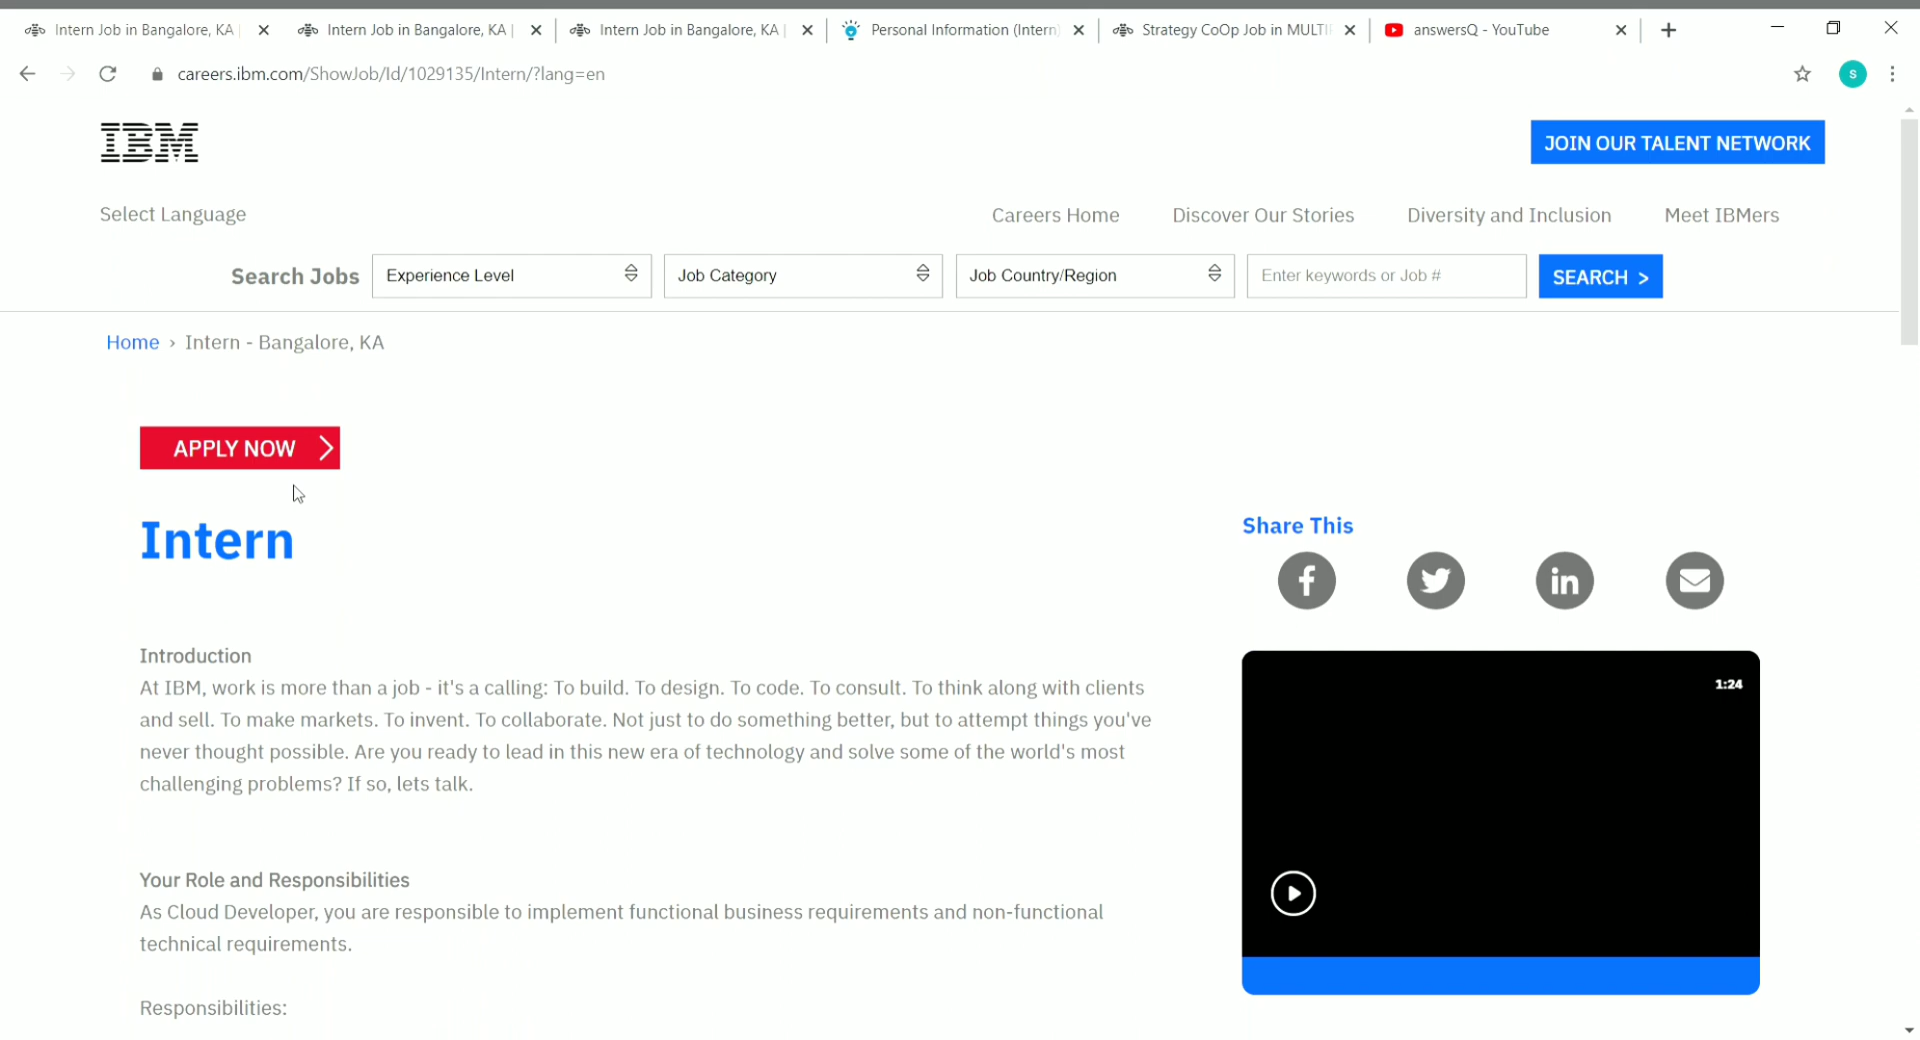 Intern Job in Bangalore, KA |
Intern Job in Bangalore, KA |
Intern Job in Bangalore, KA |
Personal Information (Intern)
Strategy CoOp Job in MULTI
answersQ - YouTube
careers.ibm.com/ShowJob/Id/1029135/Intern/?lang=en
S
IBM
JOIN OUR TALENT NETWORK
Select Language
Careers Home
Discover Our Stories
Diversity and Inclusion
Meet IBMers
Search Jobs
Experience Level
Job Category
Job Country/Region
Enter keywords or Job #
SEARCH >
Home › Intern - Bangalore, KA
APPLY NOW
Intern
Share This
Introduction
At IBM, work is more than a job - it's a calling: To build. To design. To code. To consult. To think along with clients
and sell. To make markets. To invent. To collaborate. Not just to do something better, but to attempt things you've
never thought possible. Are you ready to lead in this new era of technology and solve some of the world's most
challenging problems? If so, lets talk.
1:24
Your Role and Responsibilities
As Cloud Developer, you are responsible to implement functional business requirements and non-functional
technical requirements.
Responsibilities: